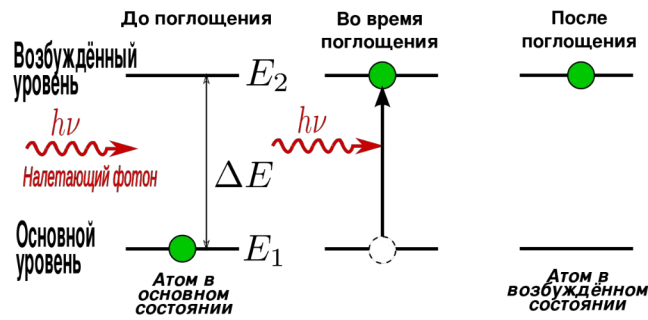 До поглощения
Во время
поглощения
После
поглощения
Возбуждённый
уровень
E₂
hν
Налетающий фотон
ΔE
hν
Основной
уровень
E₁
Атом в
основном
состоянии
Атом в
возбуждённом
состоянии